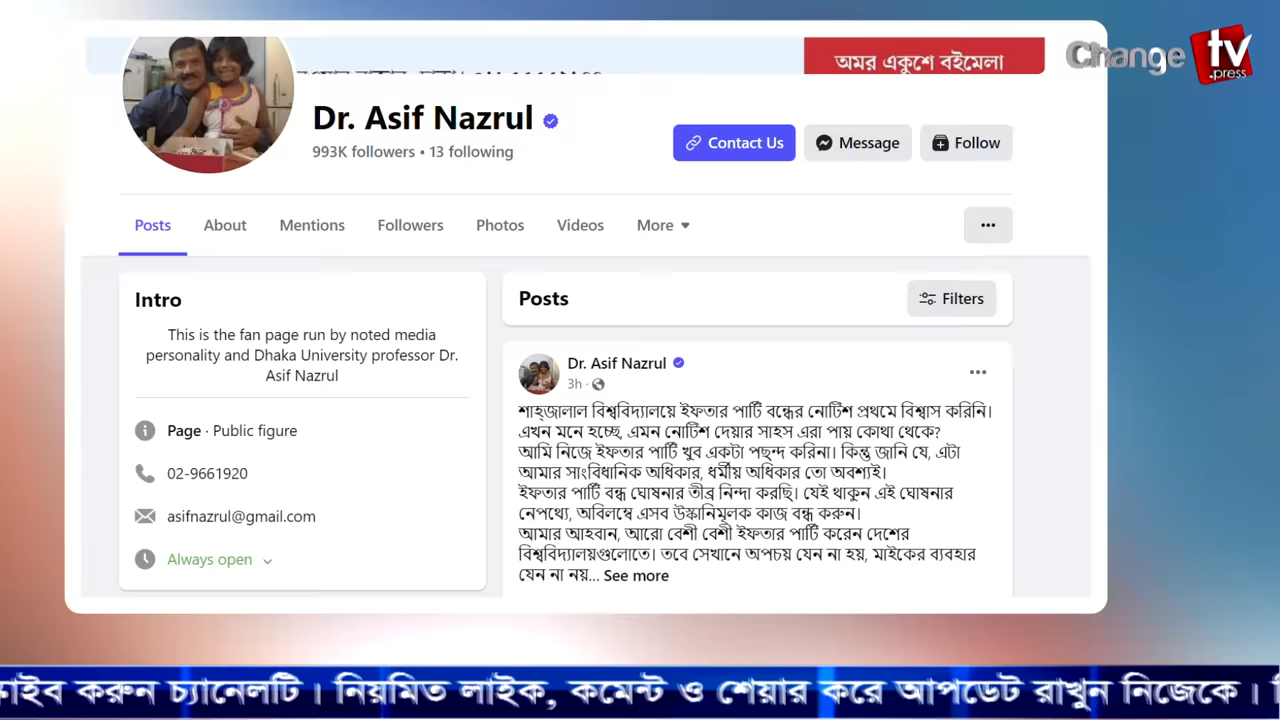 অমর একুশে বইমেলা
Change tv
.press
Dr. Asif Nazrul
993K followers • 13 following
Contact Us
Message
Follow
Posts
About
Mentions
Followers
Photos
Videos
More
Intro
This is the fan page run by noted media
personality and Dhaka University professor Dr.
Asif Nazrul
Page · Public figure
02-9661920
asifnazrul@gmail.com
Always open
Posts
Filters
Dr. Asif Nazrul
3h ·
শাহ্জালাল বিশ্ববিদ্যালয়ে ইফতার পার্টি বন্ধের নোটিশ প্রথমে বিশ্বাস করিনি।
এখন মনে হচ্ছে, এমন নোটিশ দেয়ার সাহস এরা পায় কোথা থেকে?
আমি নিজে ইফতার পার্টি খুব একটা পছন্দ করিনা। কিন্তু জানি যে, এটা
আমার সাংবিধানিক অধিকার, ধর্মীয় অধিকার তো অবশ্যই।
ইফতার পার্টি বন্ধ ঘোষনার তীব্র নিন্দা করছি। যেই থাকুন এই ঘোষনার
নেপথ্যে, অবিলম্বে এসব উস্কানিমূলক কাজ বন্ধ করুন।
আমার আহবান, আরো বেশী বেশী ইফতার পার্টি করেন দেশের
বিশ্ববিদ্যালয়গুলোতে। তবে সেখানে অপচয় যেন না হয়, মাইকের ব্যবহার
যেন না নয়... See more
করুন চ্যানেলটি। নিয়মিত লাইক, কমেন্ট ও শেয়ার করে আপডেট রাখুন নিজেকে।